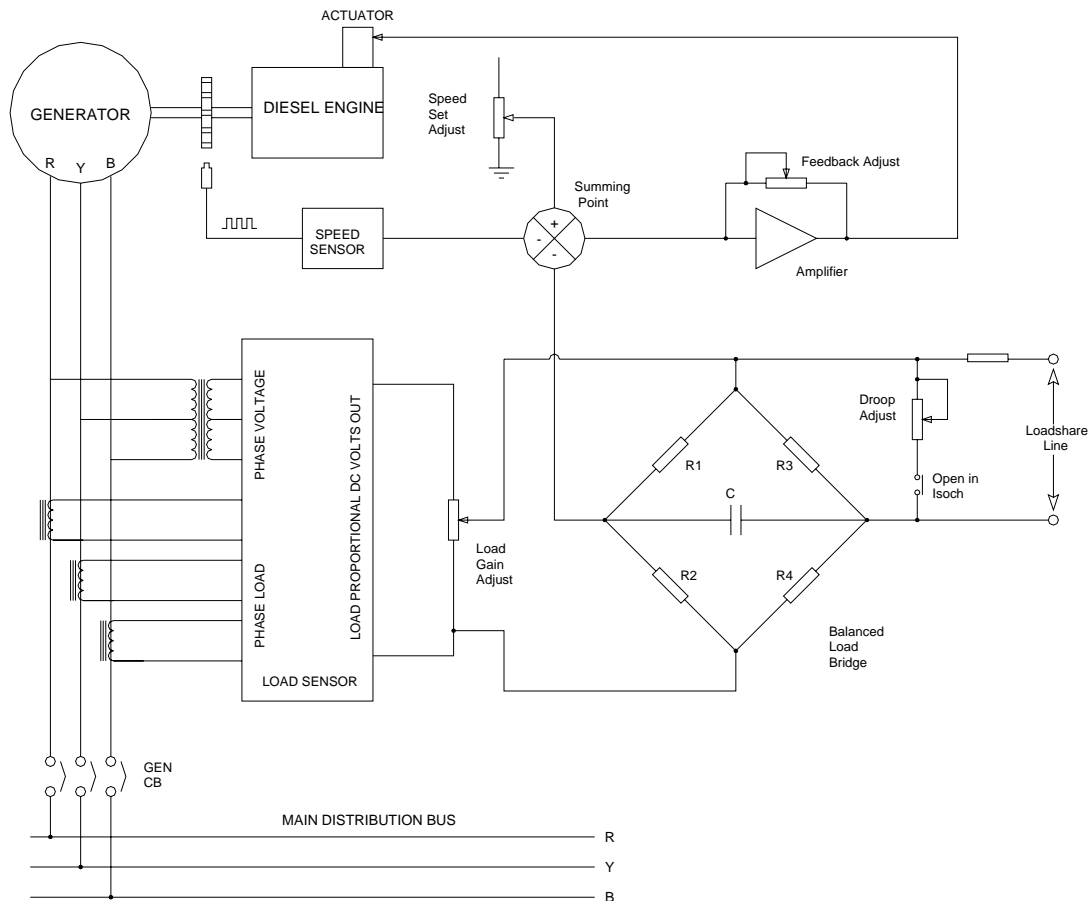 ACTUATOR
GENERATOR
DIESEL ENGINE
Speed
Set
Adjust
R
Y
B
Feedback Adjust
Summing
Point
+
-
-
SPEED
SENSOR
Amplifier
PHASE VOLTAGE
PHASE LOAD
LOAD PROPORTIONAL DC VOLTS OUT
LOAD SENSOR
Load
Gain
Adjust
R1
R3
C
R2
R4
Balanced
Load
Bridge
Droop
Adjust
Open in
Isoch
Loadshare
Line
GEN
CB
MAIN DISTRIBUTION BUS
R
Y
B